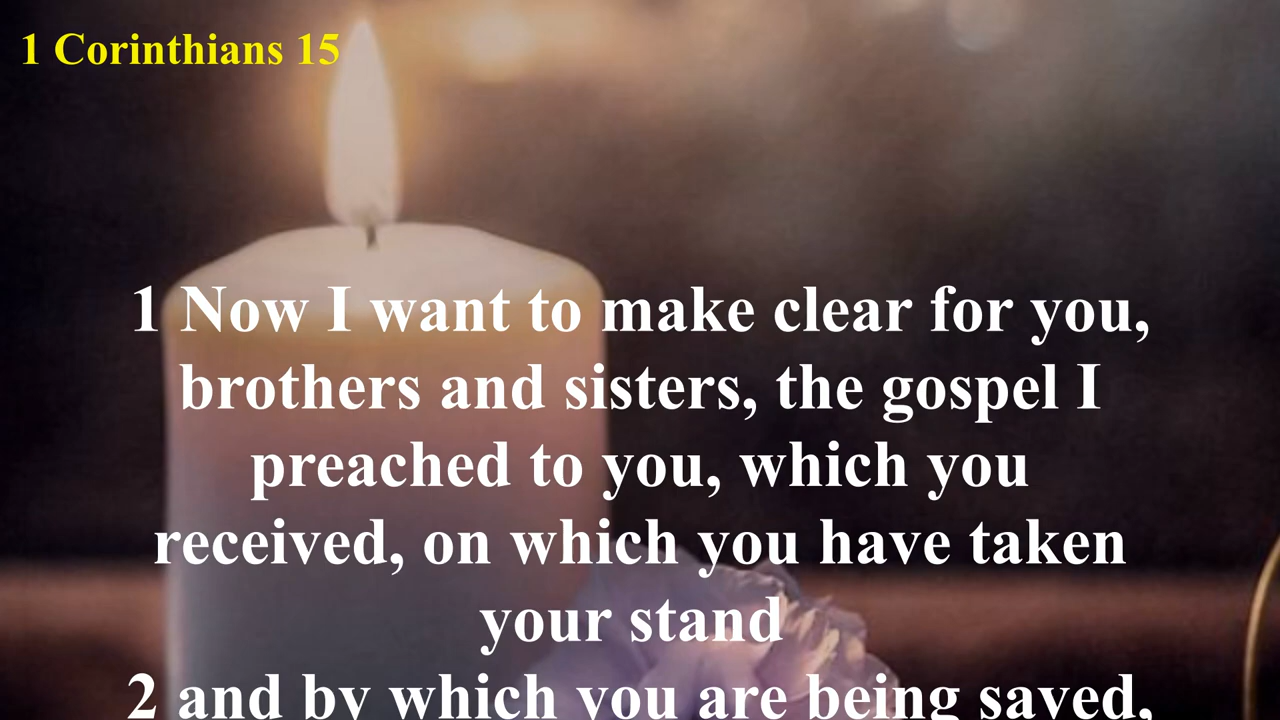 1 Corinthians 15
1 Now I want to make clear for you,
brothers and sisters, the gospel I
preached to you, which you
received, on which you have taken
your stand
2 and by which you are being saved,